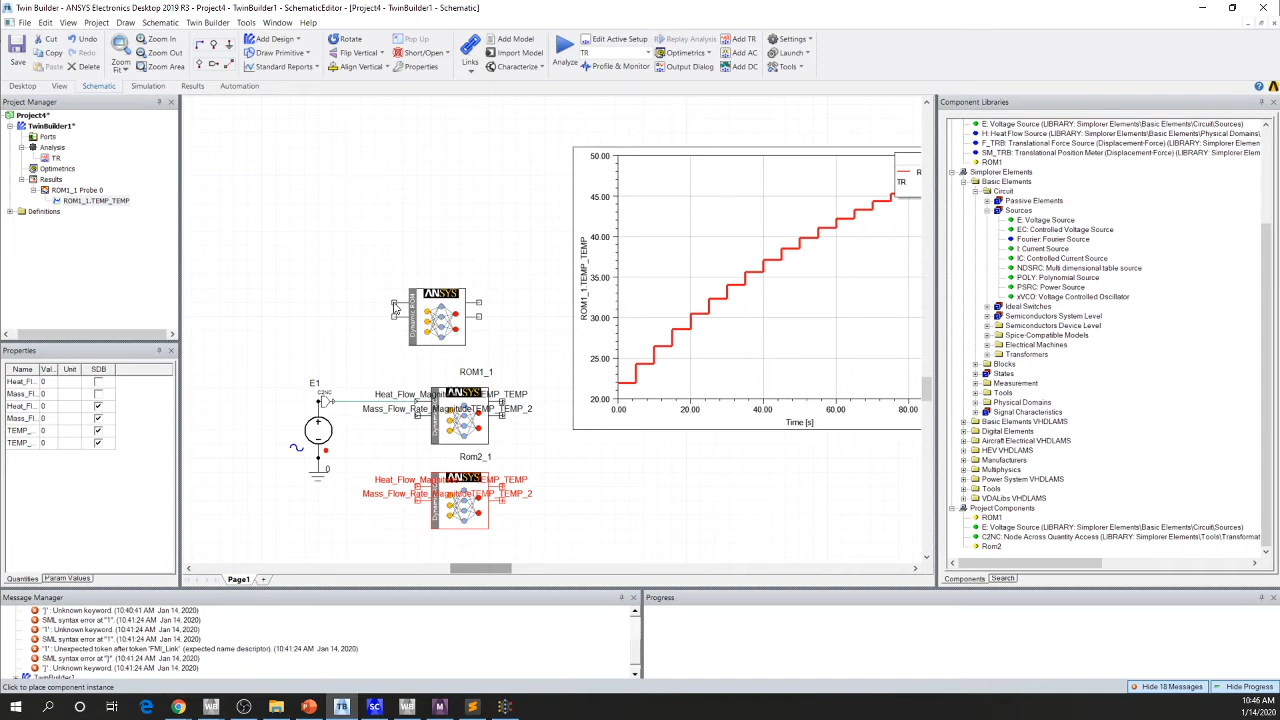 Twin Builder - ANSYS Electronics Desktop 2019 R3 - Project4 - TwinBuilder1 - SchematicEditor - [Project4 - TwinBuilder1 - Schematic]
File Edit View Project Draw Schematic Twin Builder Tools Window Help
Save
Cut
Copy
Paste
Undo
Redo
Delete
Zoom Fit
Zoom In
Zoom Out
Zoom Area
Add Design
Draw Primitive
Standard Reports
Rotate
Flip Vertical
Align Vertical
Pop Up
Short/Open
Properties
Links
Add Model
Import Model
Characterize
Analyze
Edit Active Setup
TR
Profile & Monitor
Replay Analysis
Optimetrics
Output Dialog
Add TR
Add AC
Add DC
Settings
Launch
Tools
Desktop View Schematic Simulation Results Automation
Project Manager
Project4*
TwinBuilder1*
Ports
Analysis
TR
Optimetrics
Results
ROM1_1 Probe 0
ROM1_1.TEMP_TEMP
Definitions
Properties
Name Val... Unit SDB
Heat_Fl... 0
Mass_Fl... 0
Heat_Fl... 0
Mass_Fl... 0
TEMP_... 0
TEMP_... 0
Quantities Param Values
ANSYS
Dynamic ROM
E1
C2NC
0
ROM1_1
Heat_Flow_Mag TEMP_TEMP
Mass_Flow_Rate_MagnitudeTEMP_TEMP_2
Rom2_1
Heat_Flow_Mag TEMP_TEMP
Mass_Flow_Rate_MagnitudeTEMP_TEMP_2
ROM1_1.TEMP_TEMP
50.00
45.00
40.00
35.00
30.00
25.00
20.00
0.00 20.00 40.00 60.00 80.00
Time [s]
R
TR
Page1 +
Component Libraries
E: Voltage Source (LIBRARY: Simplorer Elements\Basic Elements\Circuit\Sources)
H: Heat Flow Source (LIBRARY: Simplorer Elements\Basic Elements\Physical Domains\
F_TRB: Translational Force Source (Displacement-Force) (LIBRARY: Simplorer Elemen
SM_TRB: Translational Position Meter (Displacement-Force) (LIBRARY: Simplorer Elem
ROM1
Simplorer Elements
Basic Elements
Circuit
Passive Elements
Sources
E: Voltage Source
EC: Controlled Voltage Source
Fourier: Fourier Source
I: Current Source
IC: Controlled Current Source
NDSRC: Multi dimensional table source
POLY: Polynomial Source
PSRC: Power Source
xVCO: Voltage Controlled Oscillator
Ideal Switches
Semiconductors System Level
Semiconductors Device Level
Spice-Compatible Models
Electrical Machines
Transformers
Blocks
States
Measurement
Tools
Physical Domains
Signal Characteristics
Basic Elements VHDLAMS
Digital Elements
Aircraft Electrical VHDLAMS
HEV VHDLAMS
Manufacturers
Multiphysics
Power System VHDLAMS
Tools
VDALibs VHDLAMS
Project Components
ROM1
E: Voltage Source (LIBRARY: Simplorer Elements\Basic Elements\Circuit\Sources)
C2NC: Node Across Quantity Access (LIBRARY: Simplorer Elements\Tools\Transformat
Rom2
Components Search
Message Manager
']' : Unknown keyword. (10:40:41 AM Jan 14, 2020)
SML syntax error at "1". (10:41:24 AM Jan 14, 2020)
'1' : Unknown keyword. (10:41:24 AM Jan 14, 2020)
SML syntax error at "1". (10:41:24 AM Jan 14, 2020)
'1' : Unexpected token after token 'FMI_Link' (expected name descriptor). (10:41:24 AM Jan 14, 2020)
SML syntax error at "]". (10:41:24 AM Jan 14, 2020)
']' : Unknown keyword. (10:41:24 AM Jan 14, 2020)
TwinBuilder1
Progress
Click to place component instance
Hide 18 Messages Hide Progress
WB TB SC WB M
10:46 AM
1/14/2020